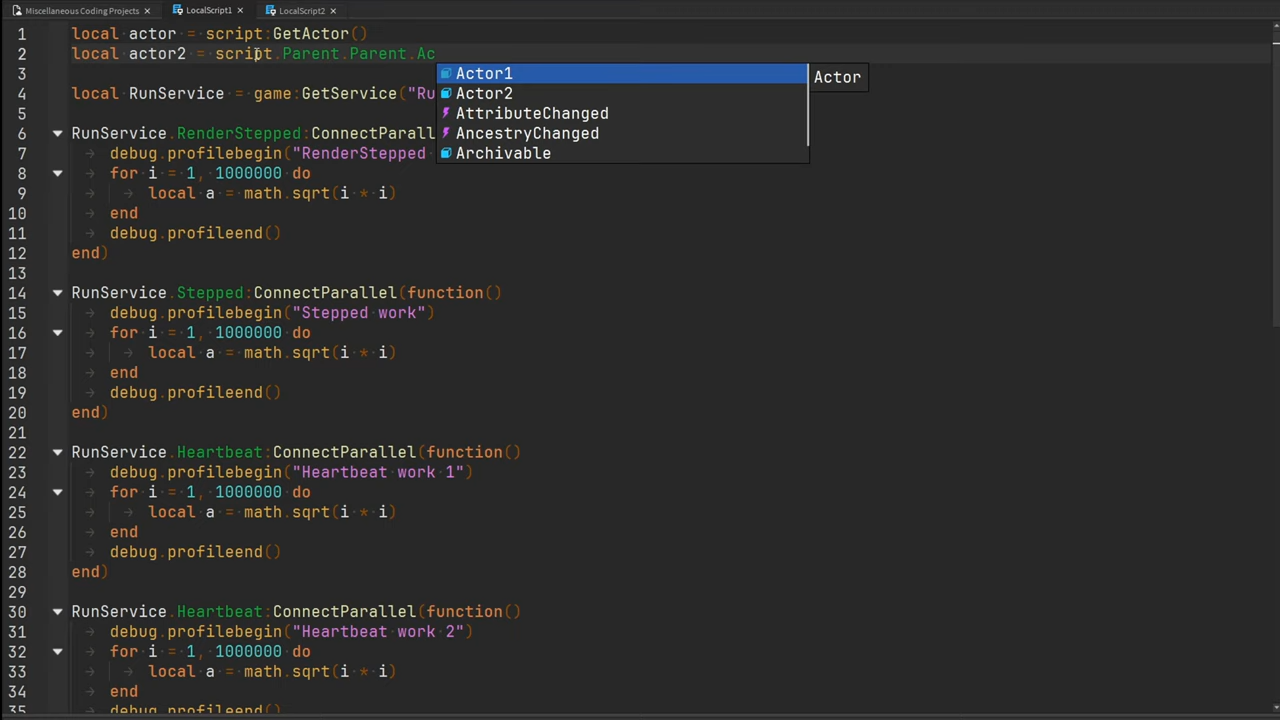 Miscellaneous Coding Projects × LocalScript1 × LocalScript2 ×
1 local actor = script:GetActor()
2 local actor2 = script.Parent.Parent.Ac
3
Actor1
Actor
4 local RunService = game:GetService("Ru
Actor2
5
AttributeChanged
6 RunService.RenderStepped:ConnectParall
AncestryChanged
7 debug.profilebegin("RenderStepped
Archivable
8 for i = 1, 1000000 do
9 local a = math.sqrt(i * i)
10 end
11 debug.profileend()
12 end)
13
14 RunService.Stepped:ConnectParallel(function()
15 debug.profilebegin("Stepped work")
16 for i = 1, 1000000 do
17 local a = math.sqrt(i * i)
18 end
19 debug.profileend()
20 end)
21
22 RunService.Heartbeat:ConnectParallel(function()
23 debug.profilebegin("Heartbeat work 1")
24 for i = 1, 1000000 do
25 local a = math.sqrt(i * i)
26 end
27 debug.profileend()
28 end)
29
30 RunService.Heartbeat:ConnectParallel(function()
31 debug.profilebegin("Heartbeat work 2")
32 for i = 1, 1000000 do
33 local a = math.sqrt(i * i)
34 end
35 debug.profileend()